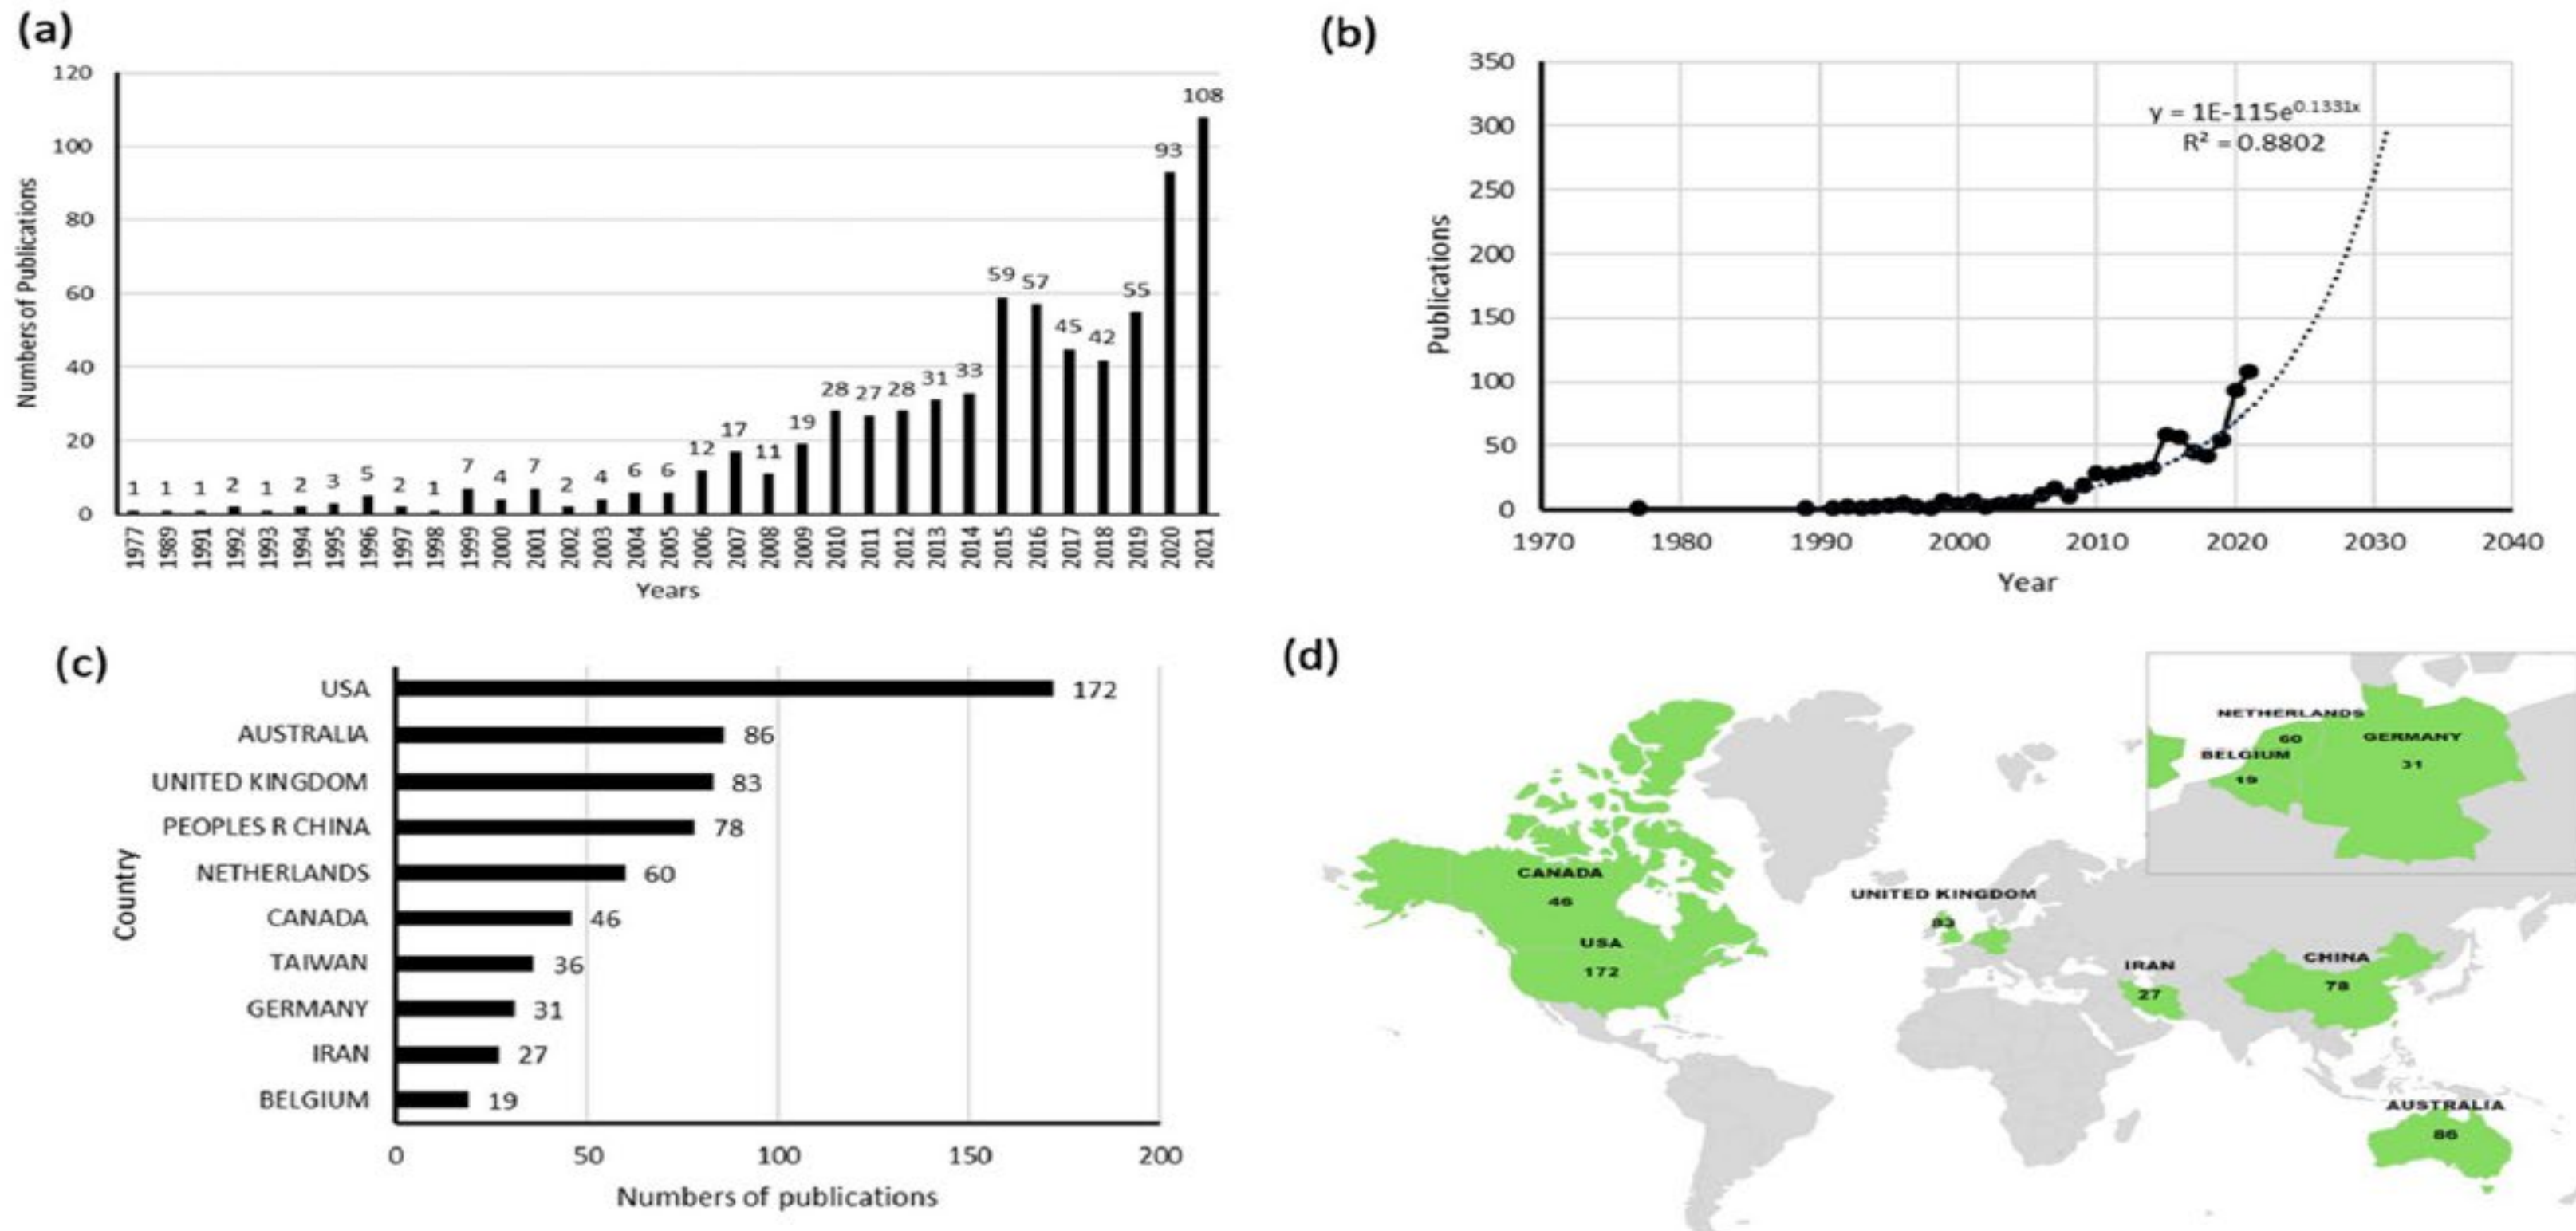 (a)
120
100
80
60
40
20
0
Numbers of Publications
1 1 1 2 1 2 3 5 2 1 7 4 7 2 4 6 6 12 17 11 19 28 27 28 31 33 59 57 45 42 55 93 108
1977 1989 1991 1992 1993 1994 1995 1996 1997 1998 1999 2000 2001 2002 2003 2004 2005 2006 2007 2008 2009 2010 2011 2012 2013 2014 2015 2016 2017 2018 2019 2020 2021
Years
(b)
350
300
250
200
150
100
50
0
Publications
y = 1E-115e^0.1331x
R² = 0.8802
1970 1980 1990 2000 2010 2020 2030 2040
Year
(c)
Country
USA 172
AUSTRALIA 86
UNITED KINGDOM 83
PEOPLES R CHINA 78
NETHERLANDS 60
CANADA 46
TAIWAN 36
GERMANY 31
IRAN 27
BELGIUM 19
0 50 100 150 200
Numbers of publications
(d)
NETHERLANDS
60
BELGIUM
19
GERMANY
31
CANADA
46
USA
172
UNITED KINGDOM
83
IRAN
27
CHINA
78
AUSTRALIA
86